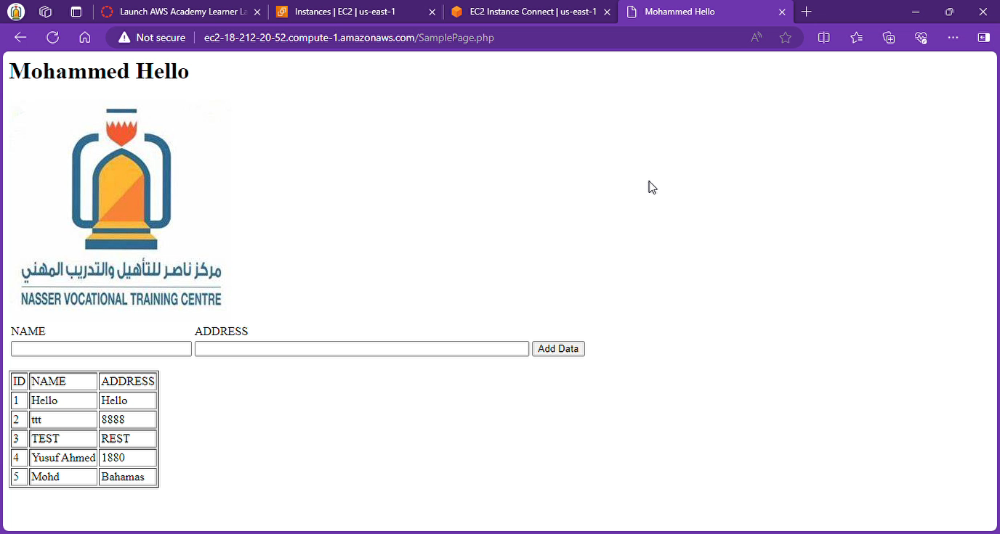 Launch AWS Academy Learner La
Instances | EC2 | us-east-1
EC2 Instance Connect | us-east-1
Mohammed Hello
Not secure
ec2-18-212-20-52.compute-1.amazonaws.com/SamplePage.php
Mohammed Hello
مركز ناصر للتأهيل والتدريب المهني
NASSER VOCATIONAL TRAINING CENTRE
NAME ADDRESS
Add Data
ID NAME ADDRESS
1 Hello Hello
2 ttt 8888
3 TEST REST
4 Yusuf Ahmed 1880
5 Mohd Bahamas